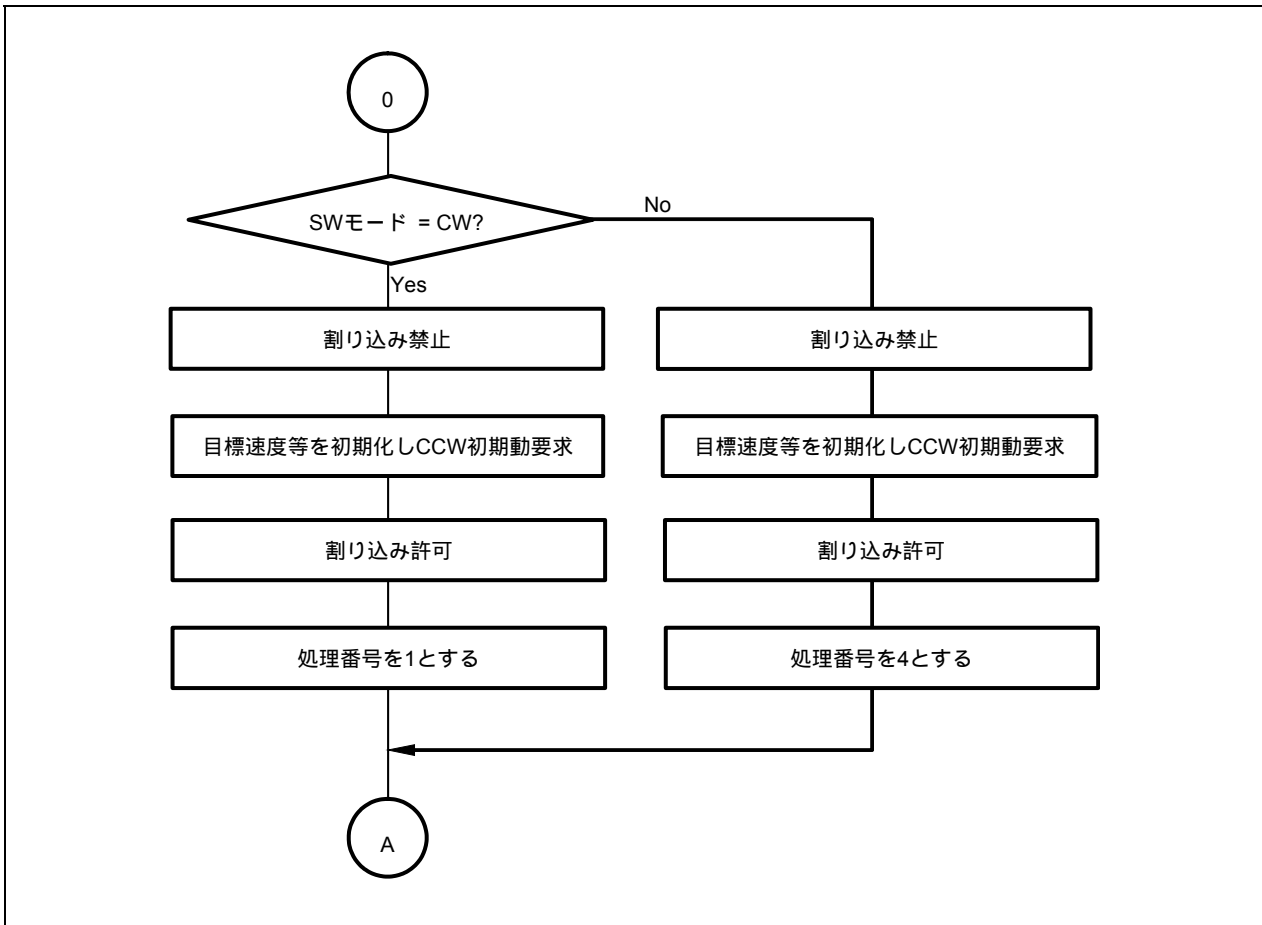 0
SWモード = CW?
No
Yes
割り込み禁止
割り込み禁止
目標速度等を初期化しCCW初期動要求
目標速度等を初期化しCCW初期動要求
割り込み許可
割り込み許可
処理番号を1とする
処理番号を4とする
A